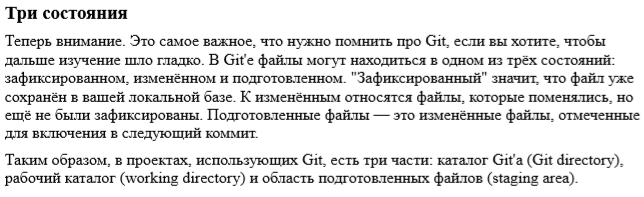 Три состояния
Теперь внимание. Это самое важное, что нужно помнить про Git, если вы хотите, чтобы
дальше изучение шло гладко. В Git'е файлы могут находиться в одном из трёх состояний:
зафиксированном, изменённом и подготовленном. "Зафиксированный" значит, что файл уже
сохранён в вашей локальной базе. К изменённым относятся файлы, которые поменялись, но
ещё не были зафиксированы. Подготовленные файлы — это изменённые файлы, отмеченные
для включения в следующий коммит.
Таким образом, в проектах, использующих Git, есть три части: каталог Git'а (Git directory),
рабочий каталог (working directory) и область подготовленных файлов (staging area).